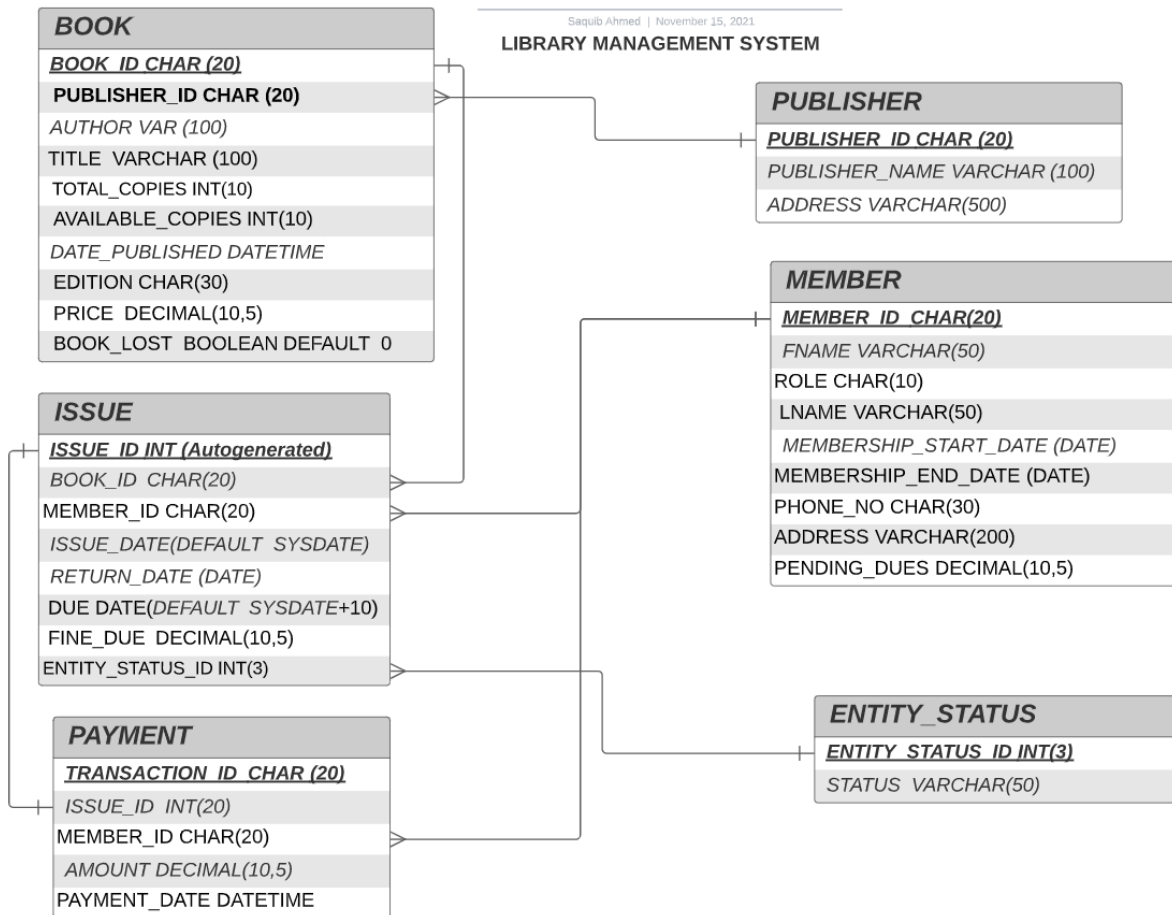 Saquib Ahmed | November 15, 2021
LIBRARY MANAGEMENT SYSTEM
BOOK
BOOK_ID CHAR (20)
PUBLISHER_ID CHAR (20)
AUTHOR VAR (100)
TITLE VARCHAR (100)
TOTAL_COPIES INT(10)
AVAILABLE_COPIES INT(10)
DATE_PUBLISHED DATETIME
EDITION CHAR(30)
PRICE DECIMAL(10,5)
BOOK_LOST BOOLEAN DEFAULT 0
PUBLISHER
PUBLISHER_ID CHAR (20)
PUBLISHER_NAME VARCHAR (100)
ADDRESS VARCHAR(500)
MEMBER
MEMBER_ID CHAR(20)
FNAME VARCHAR(50)
ROLE CHAR(10)
LNAME VARCHAR(50)
MEMBERSHIP_START_DATE (DATE)
MEMBERSHIP_END_DATE (DATE)
PHONE_NO CHAR(30)
ADDRESS VARCHAR(200)
PENDING_DUES DECIMAL(10,5)
ISSUE
ISSUE_ID INT (Autogenerated)
BOOK_ID CHAR(20)
MEMBER_ID CHAR(20)
ISSUE_DATE(DEFAULT SYSDATE)
RETURN_DATE (DATE)
DUE DATE(DEFAULT SYSDATE+10)
FINE_DUE DECIMAL(10,5)
ENTITY_STATUS_ID INT(3)
ENTITY_STATUS
ENTITY_STATUS_ID INT(3)
STATUS VARCHAR(50)
PAYMENT
TRANSACTION_ID CHAR (20)
ISSUE_ID INT(20)
MEMBER_ID CHAR(20)
AMOUNT DECIMAL(10,5)
PAYMENT_DATE DATETIME